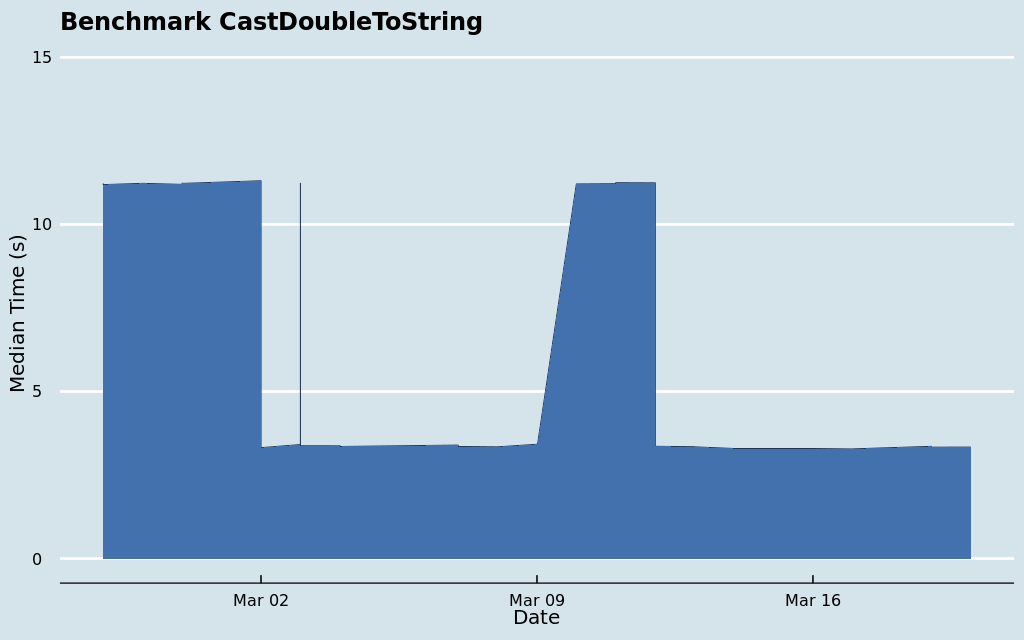 Benchmark CastDoubleToString
15
10
5
0
Median Time (s)
Mar 02
Mar 09
Mar 16
Date